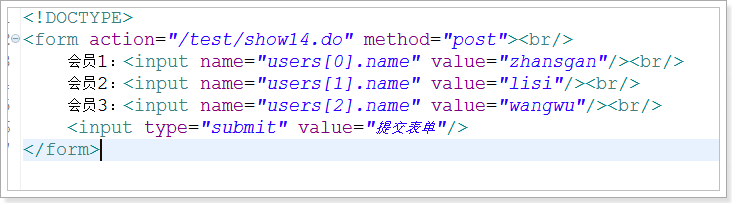 <!DOCTYPE>
<form action="/test/show14.do" method="post"><br/>
会员1：<input name="users[0].name" value="zhansgan"/><br/>
会员2：<input name="users[1].name" value="lisi"/><br/>
会员3：<input name="users[2].name" value="wangwu"/><br/>
<input type="submit" value="提交表单"/>
</form>